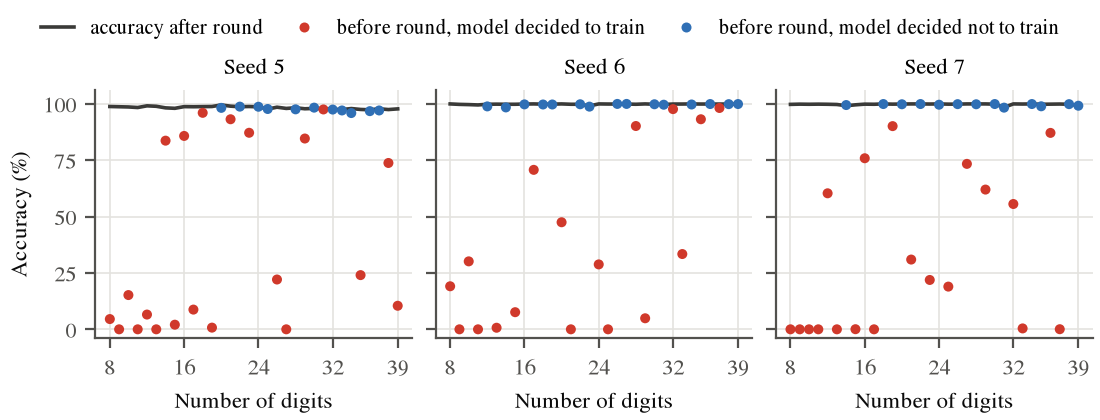 accuracy after round before round, model decided to train before round, model decided not to train
Seed 5 Seed 6 Seed 7
Accuracy (%)
100
75
50
25
0
8 16 24 32 39 8 16 24 32 39 8 16 24 32 39
Number of digits Number of digits Number of digits